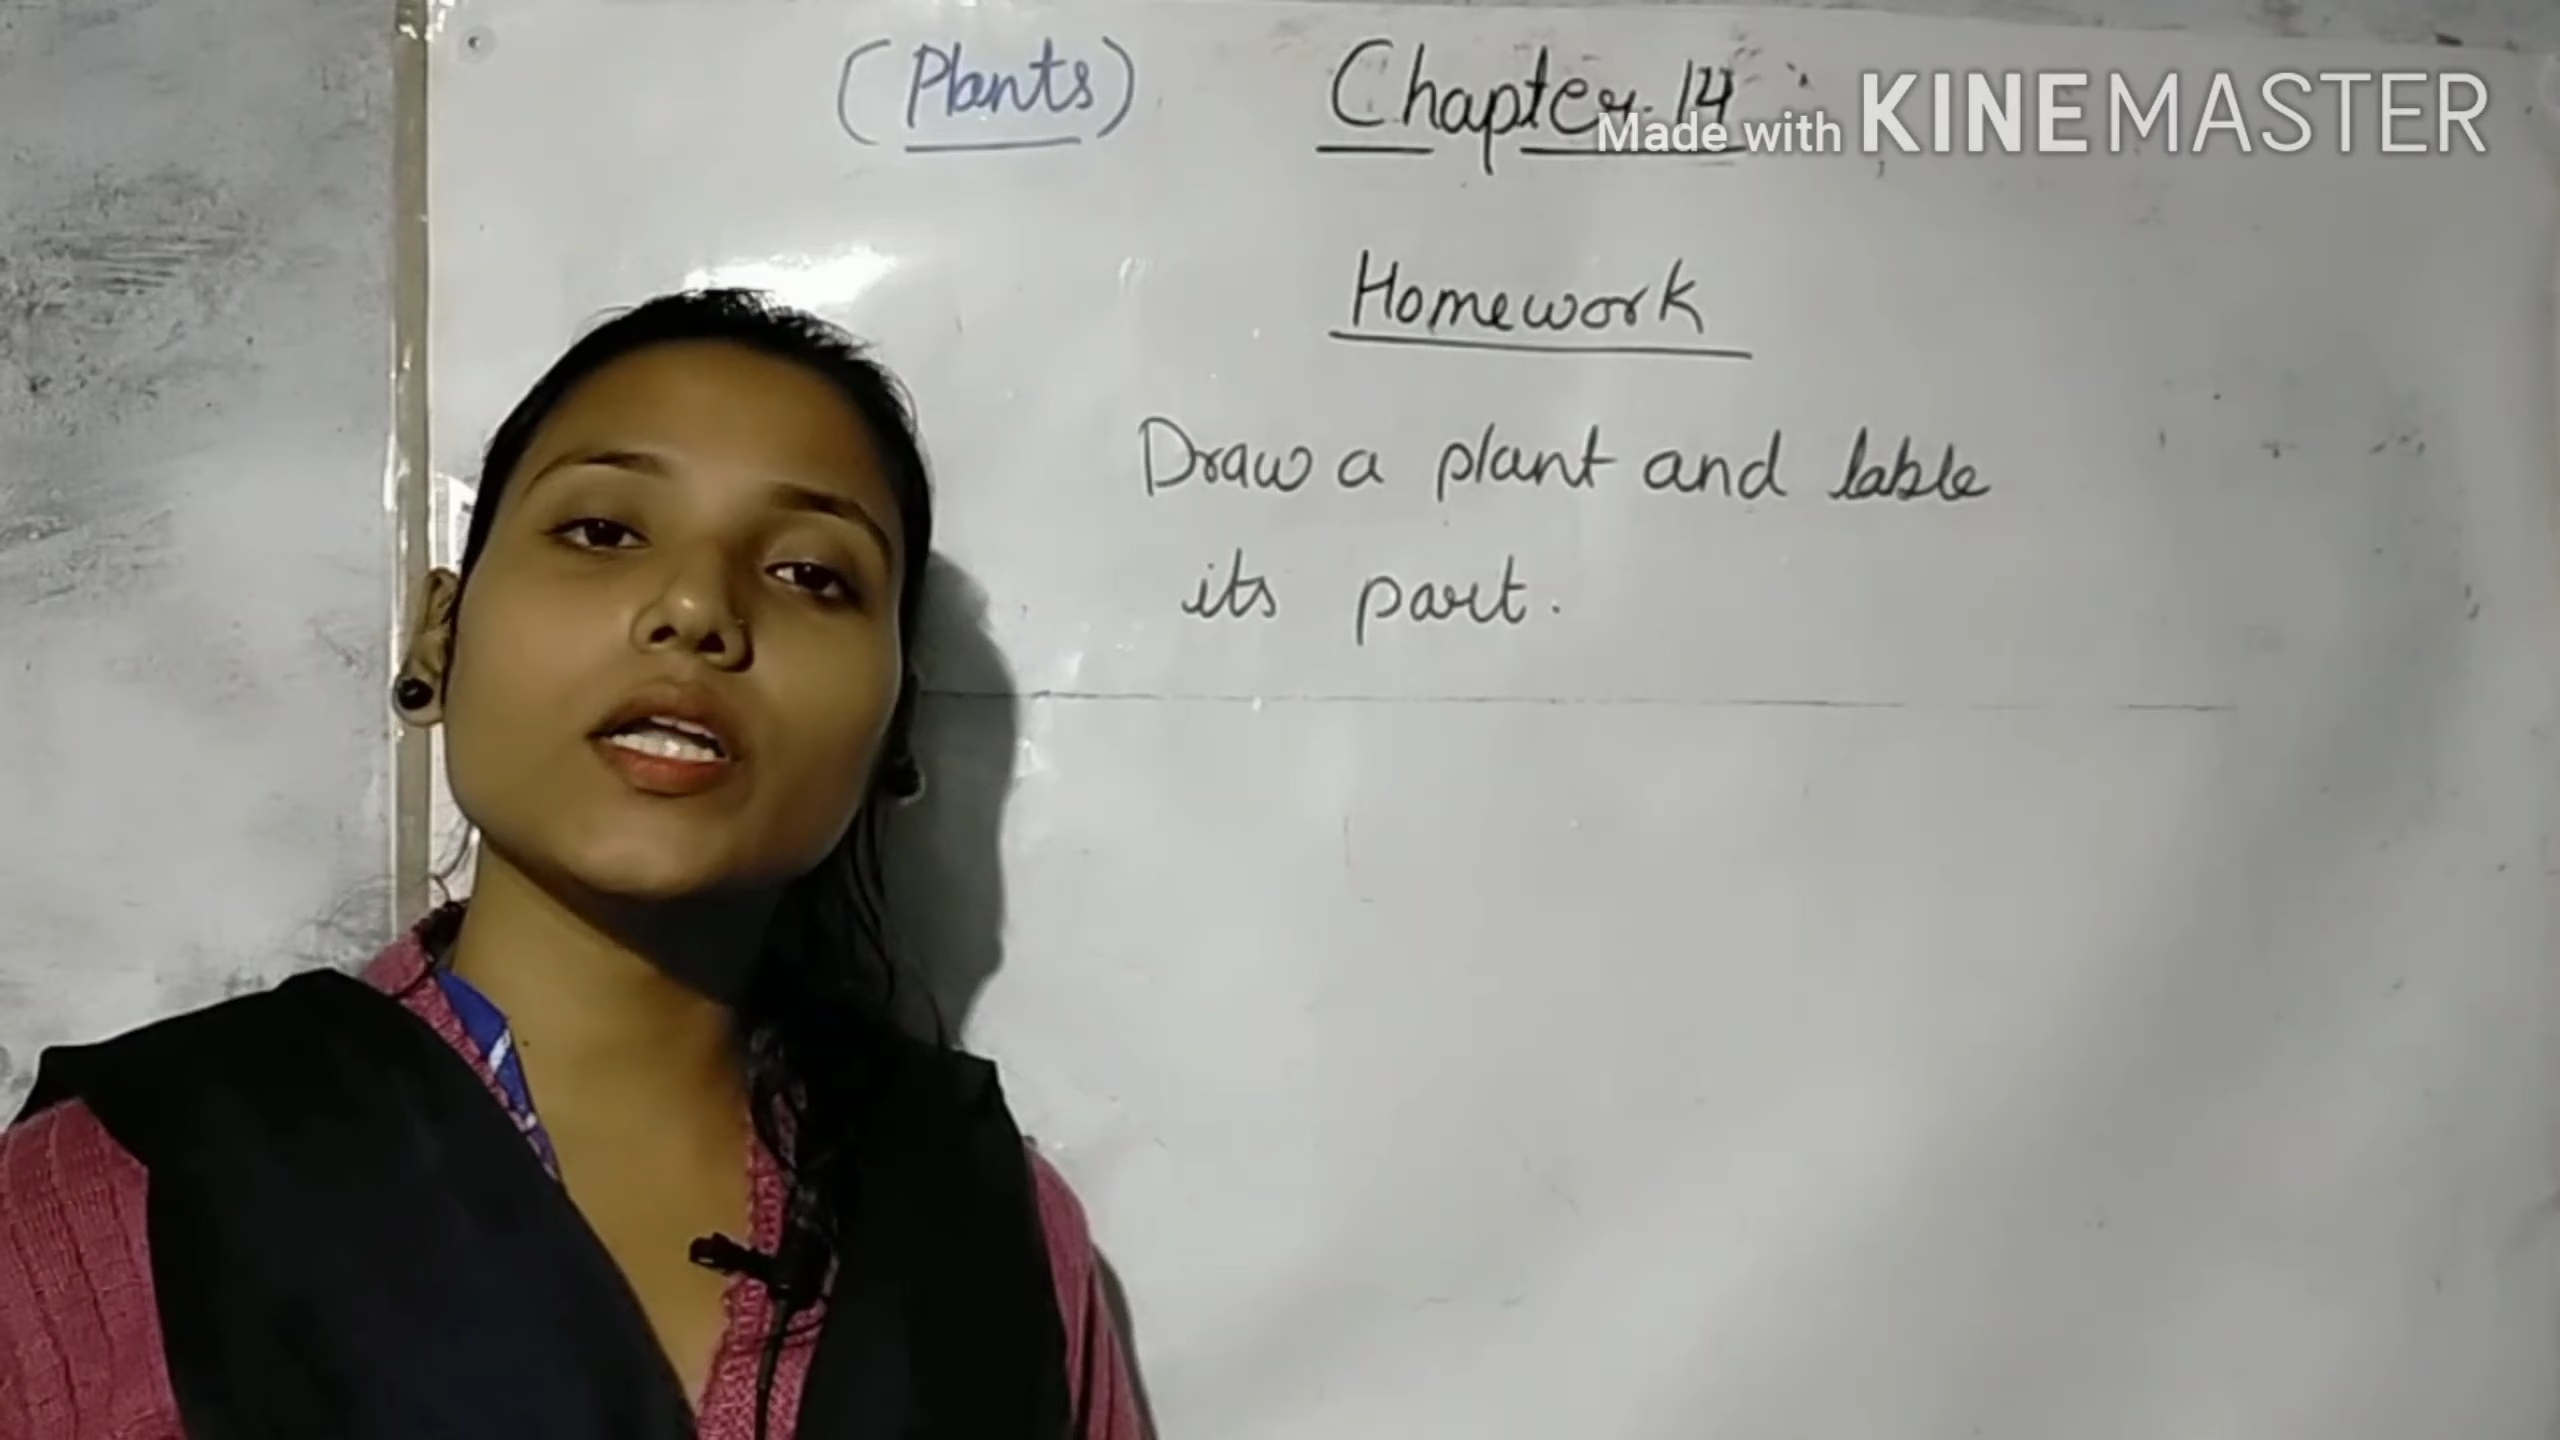 (Plants) Chapter-14
Made with KINEMASTER
Homework
Draw a plant and lable
its part.